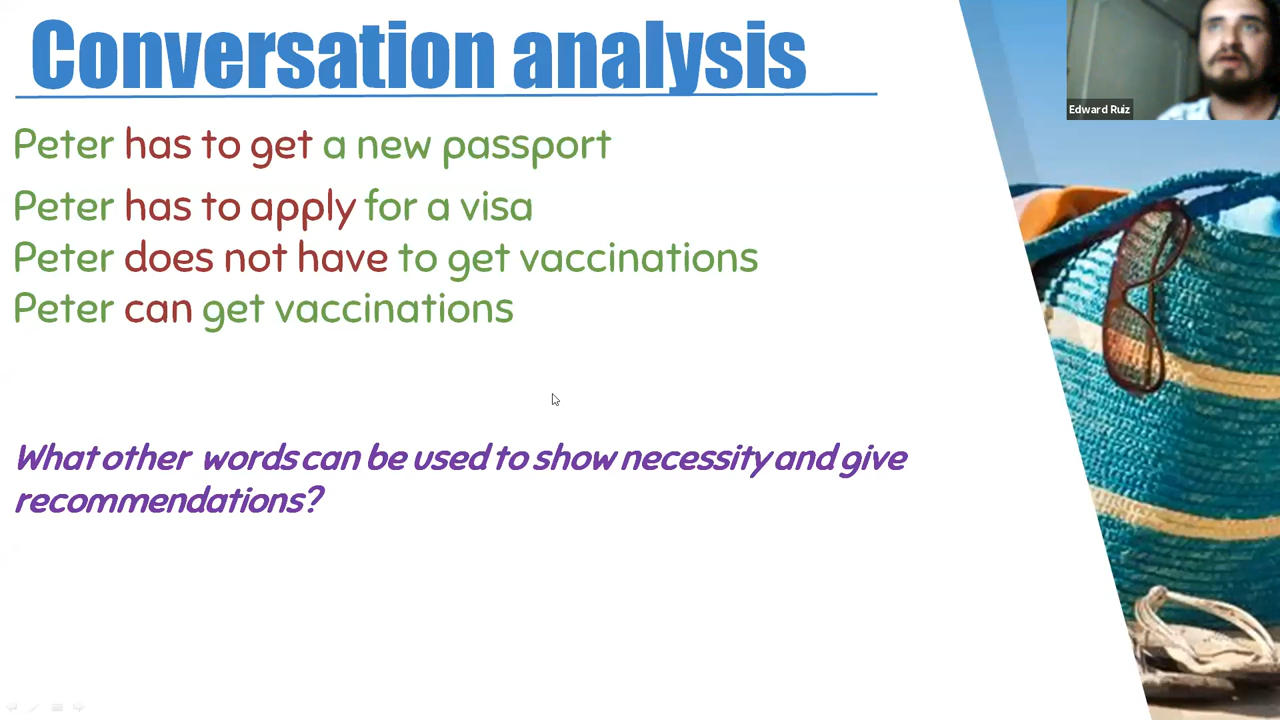 Conversation analysis
Edward Ruiz
Peter has to get a new passport
Peter has to apply for a visa
Peter does not have to get vaccinations
Peter can get vaccinations
What other words can be used to show necessity and give
recommendations?